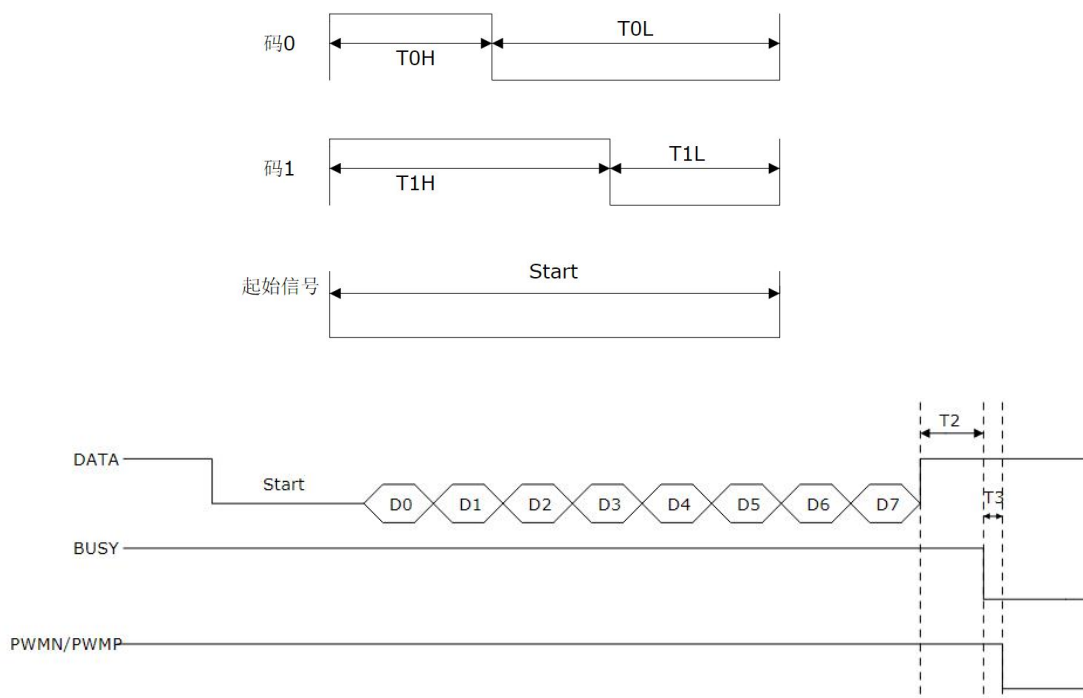 码0
T0H
T0L
码1
T1H
T1L
起始信号
Start
T2
DATA
Start
D0
D1
D2
D3
D4
D5
D6
D7
T3
BUSY
PWMN/PWMP